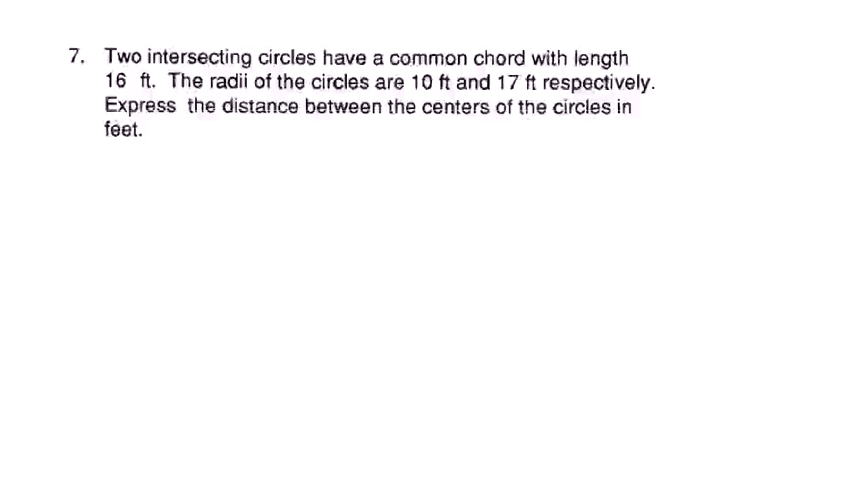 7. Two intersecting circles have a common chord with length
16 ft. The radii of the circles are 10 ft and 17 ft respectively.
Express the distance between the centers of the circles in
feet.